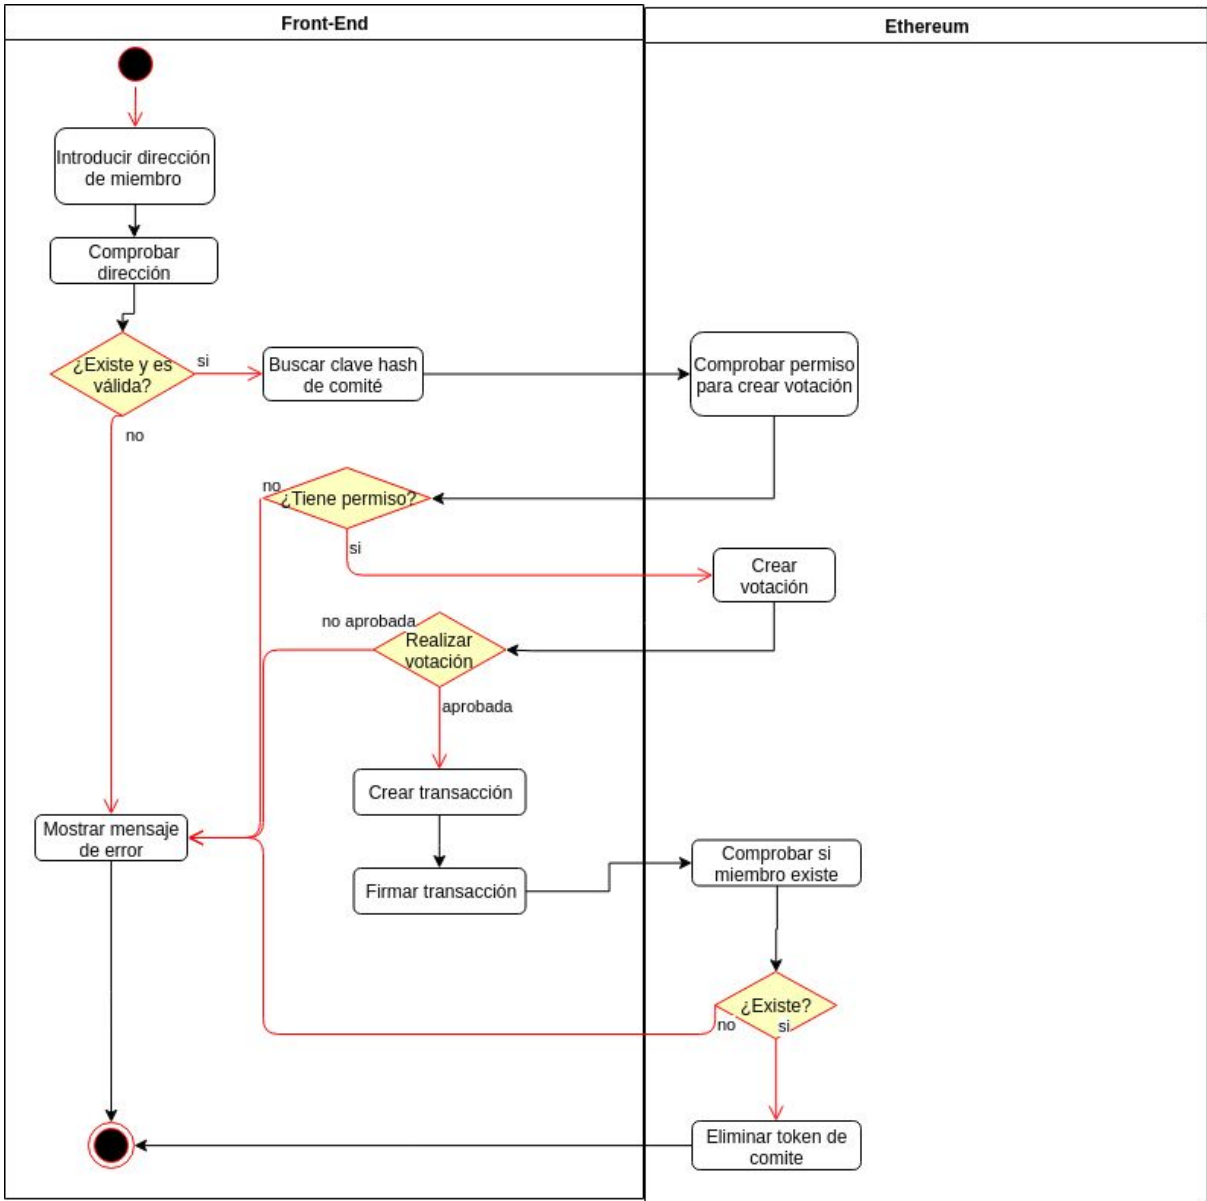 Front-End
Ethereum
Introducir dirección
de miembro
Comprobar
dirección
¿Existe y es
válida?
si
no
Buscar clave hash
de comité
Comprobar permiso
para crear votación
no
¿Tiene permiso?
si
Crear
votación
no aprobada
Realizar
votación
aprobada
Crear transacción
Mostrar mensaje
de error
Firmar transacción
Comprobar si
miembro existe
¿Existe?
no
si
Eliminar token de
comite